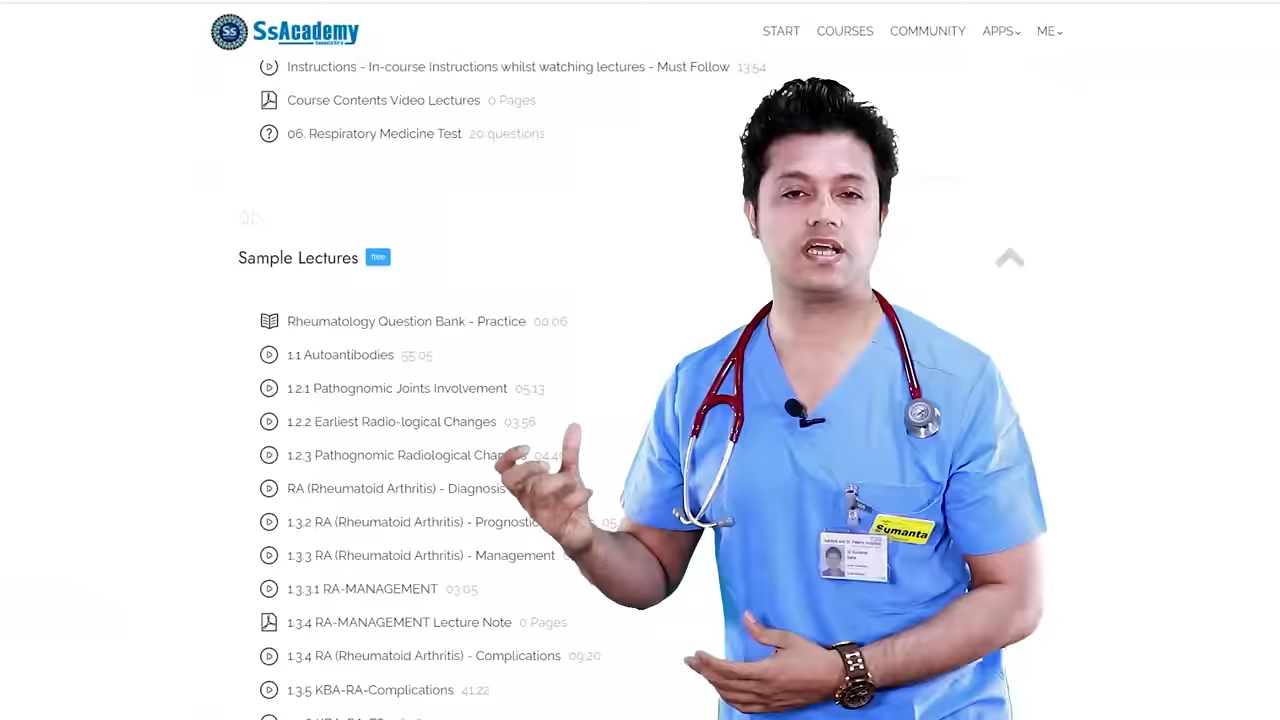 Ss SsAcademy
START COURSES COMMUNITY APPS ME
Instructions - In-course Instructions whilst watching lectures - Must Follow 13:54
Course Contents Video Lectures 0 Pages
06. Respiratory Medicine Test 20 questions
Sample Lectures free
Rheumatology Question Bank - Practice 00:06
1.1 Autoantibodies 55:05
1.2.1 Pathognomic Joints Involvement 05.13
1.2.2 Earliest Radio-logical Changes 03:56
1.2.3 Pathognomic Radiological
RA (Rheumatoid Arthritis) - Diagnosis
1.3.2 RA (Rheumatoid Arthritis) -
1.3.3 RA (Rheumatoid Arthritis) - Management
1.3.3.1 RA-MANAGEMENT 03:05
1.3.4 RA-MANAGEMENT Lecture Note 0 Pages
1.3.4 RA (Rheumatoid Arthritis) - Complications 09:20
1.3.5 KBA-RA-Complications 41:22
Sumanta